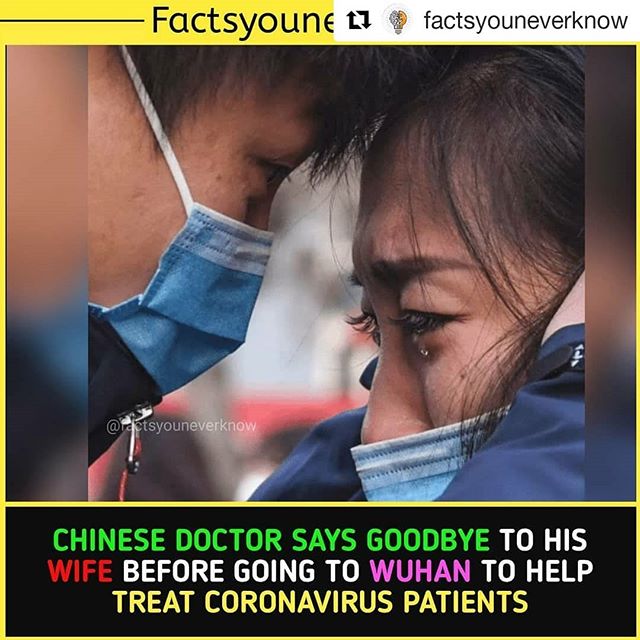 Factsyoune
factsyouneverknow
@factsyouneverknow
CHINESE DOCTOR SAYS GOODBYE TO HIS
WIFE BEFORE GOING TO WUHAN TO HELP
TREAT CORONAVIRUS PATIENTS